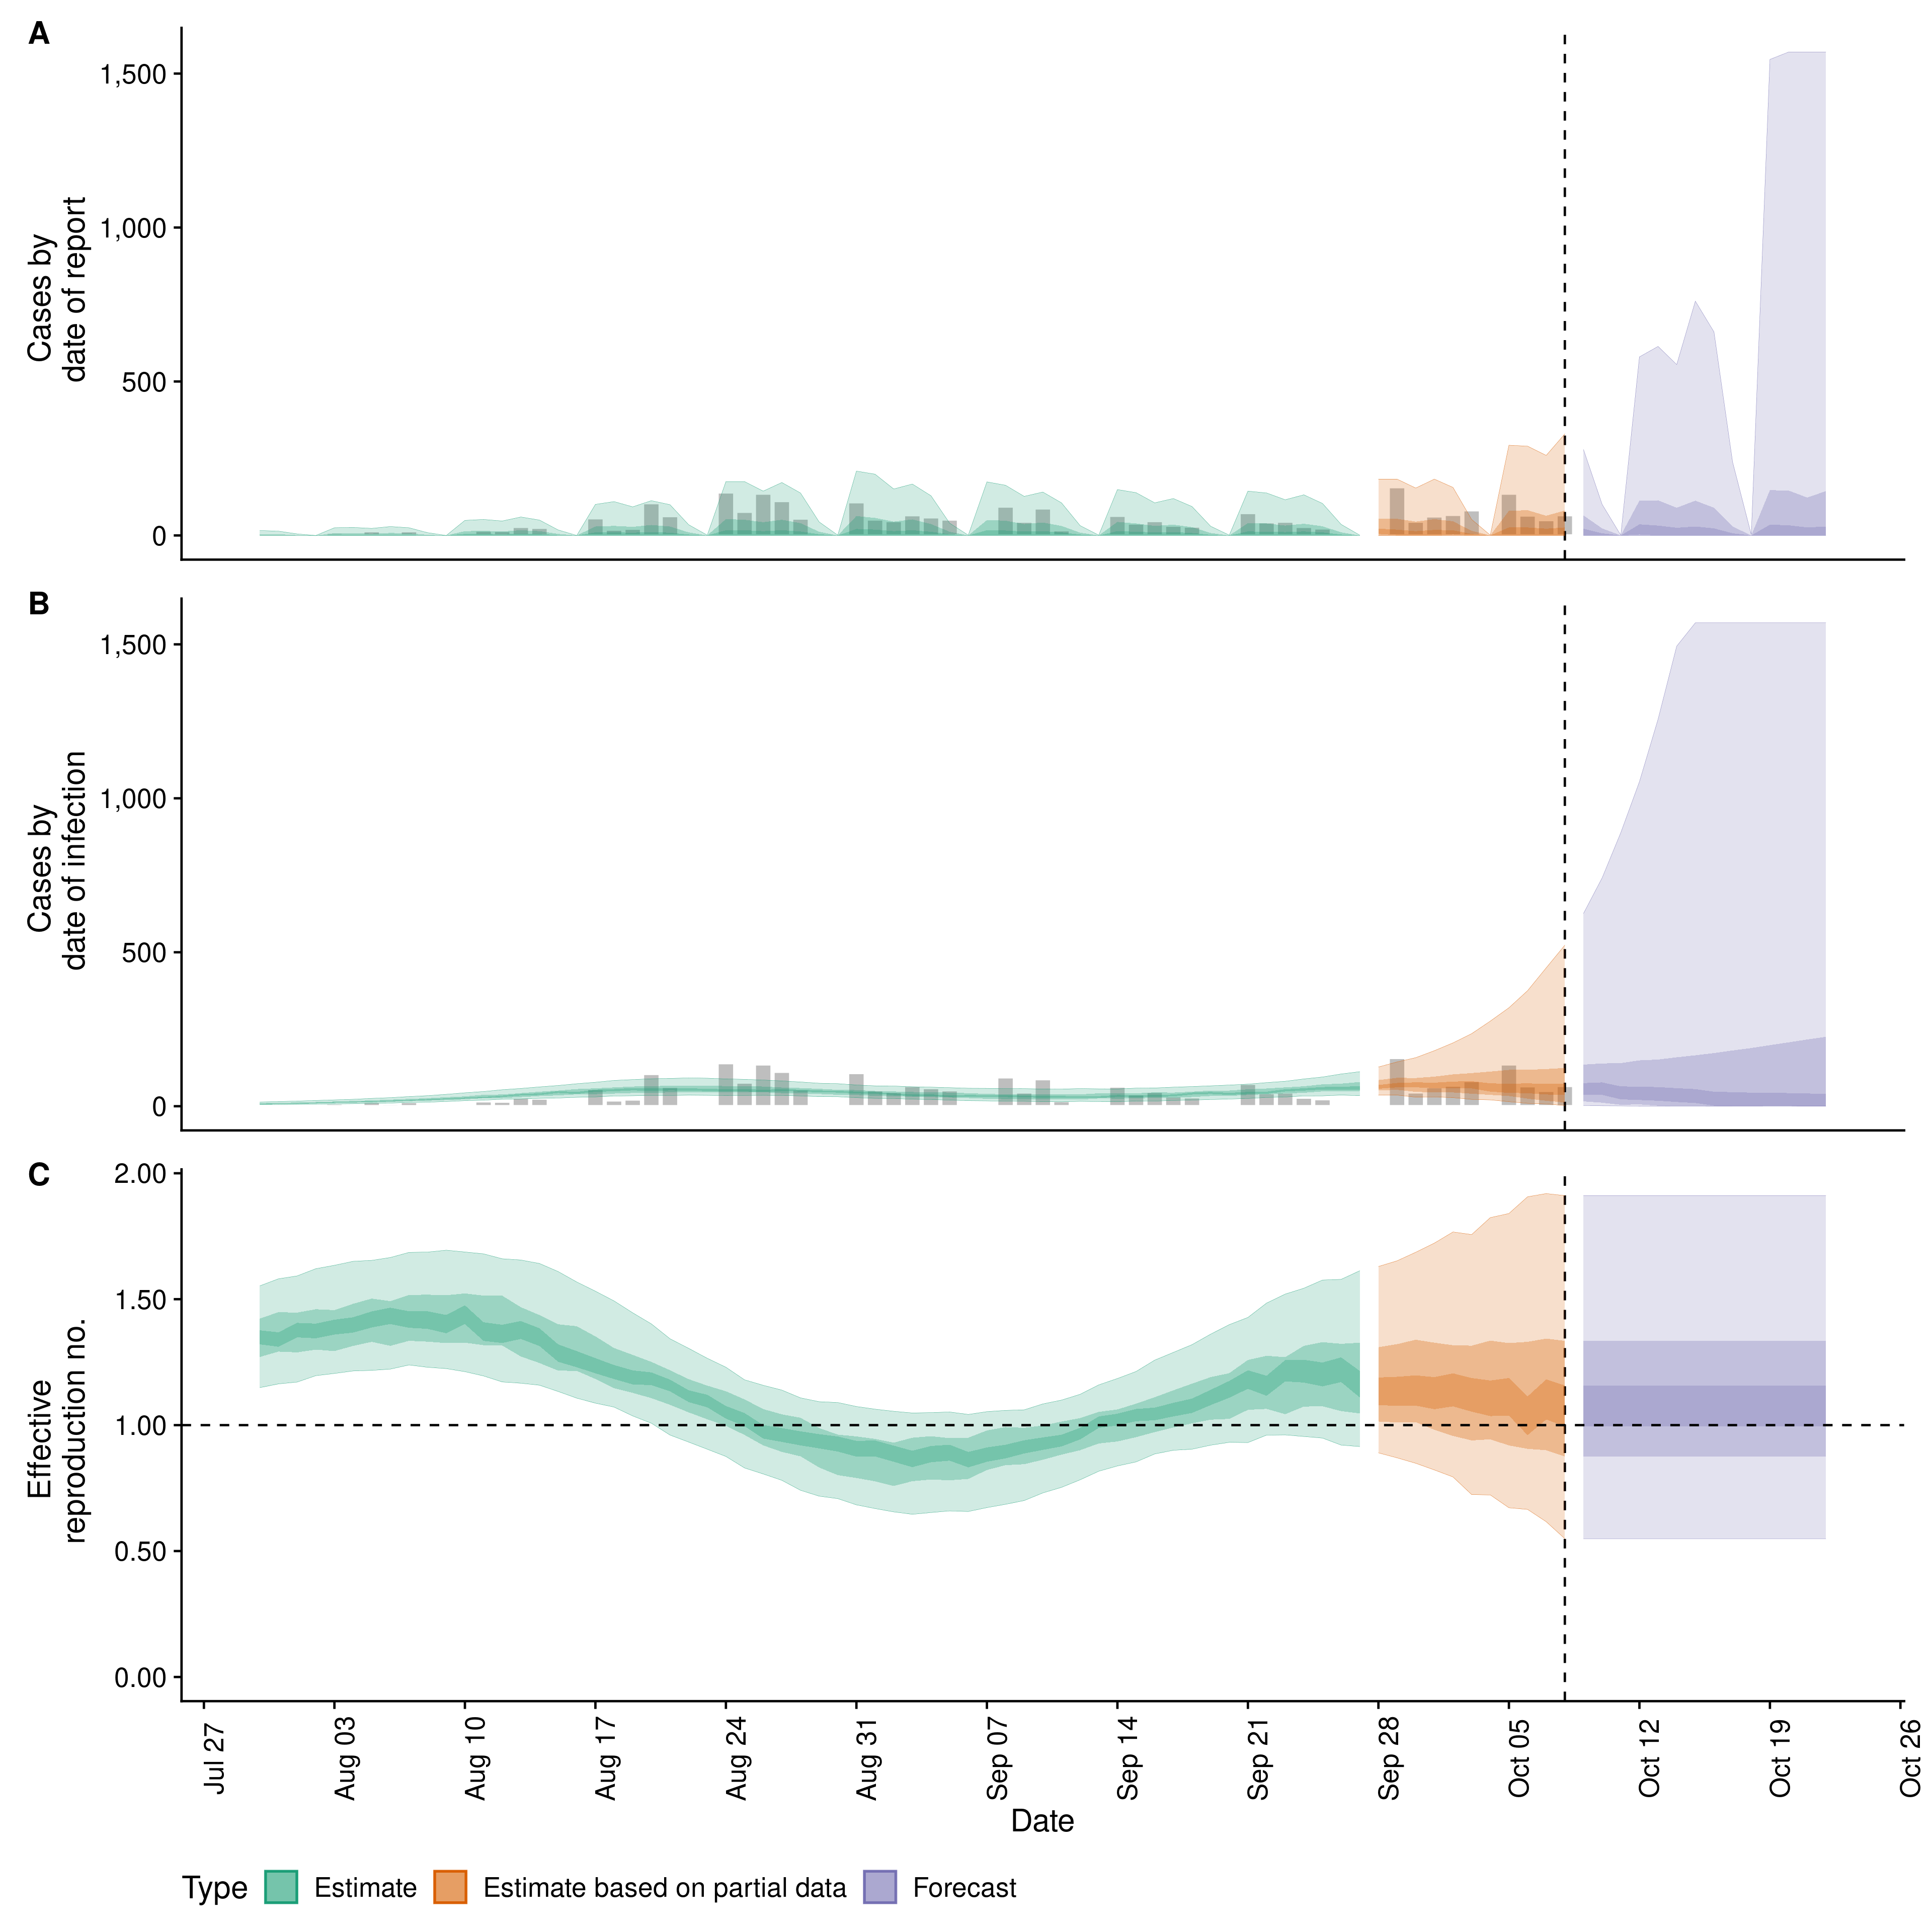 A
Cases by
date of report
1,500
1,000
500
0
B
Cases by
date of infection
1,500
1,000
500
0
C
Effective
reproduction no.
2.00
1.50
1.00
0.50
0.00
Jul 27
Aug 03
Aug 10
Aug 17
Aug 24
Aug 31
Sep 07
Sep 14
Sep 21
Sep 28
Oct 05
Oct 12
Oct 19
Oct 26
Date
Type Estimate Estimate based on partial data Forecast